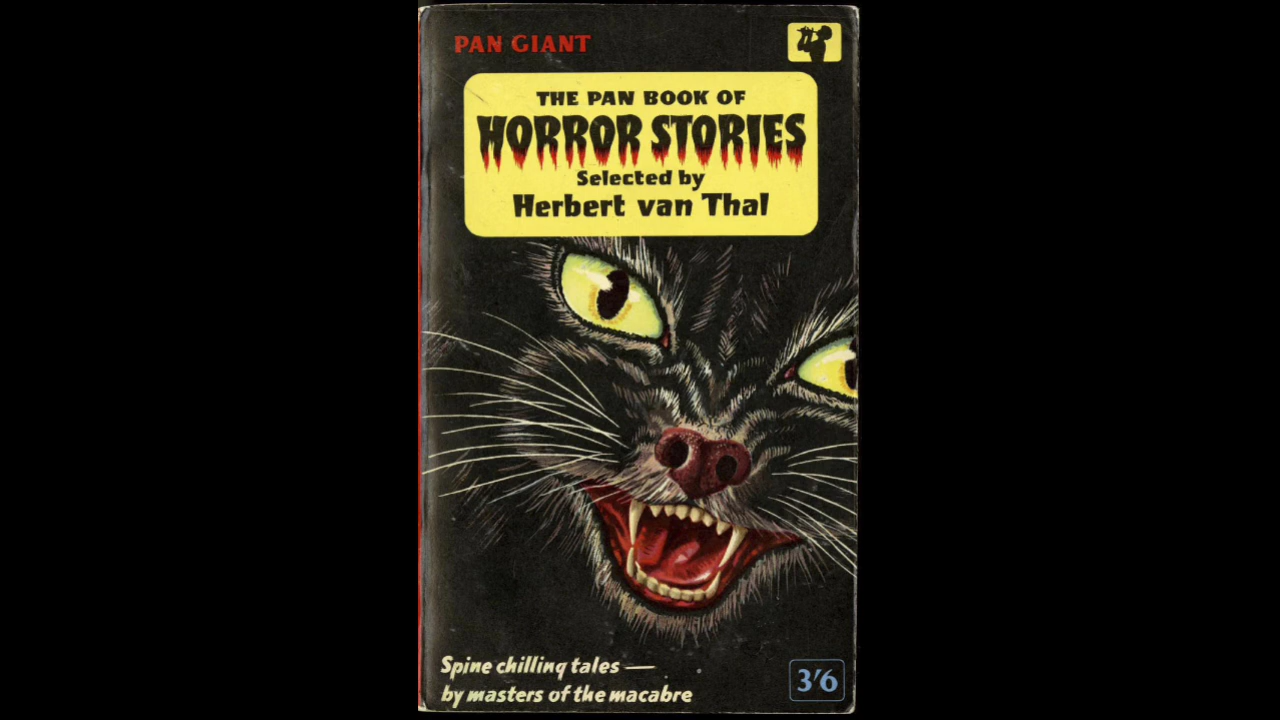 PAN GIANT
THE PAN BOOK OF
HORROR STORIES
Selected by
Herbert van Thal
Spine chilling tales —
by masters of the macabre
3'6